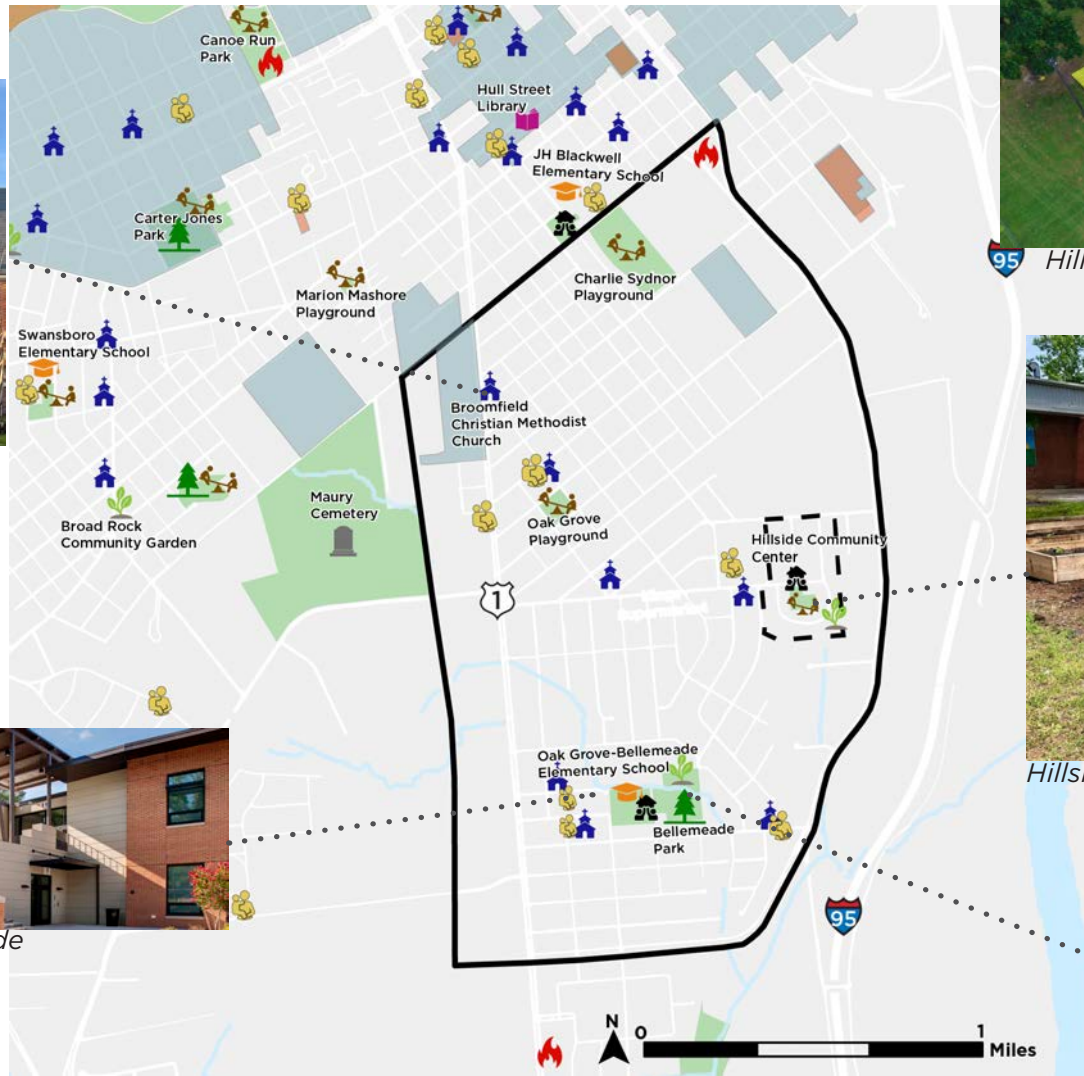 Canoe Run
Park
Hull Street
Library
JH Blackwell
Elementary School
Carter Jones
Park
95
Hill
Charlie Sydnor
Playground
Marion Mashore
Playground
Swansboro
Elementary School
Broomfield
Christian Methodist
Church
Maury
Cemetery
Oak Grove
Playground
Broad Rock
Community Garden
Hillside Community
Center
1
Oak Grove-Bellemeade
Elementary School
Hills
Bellemeade
Park
95
de
N
0
1
Miles